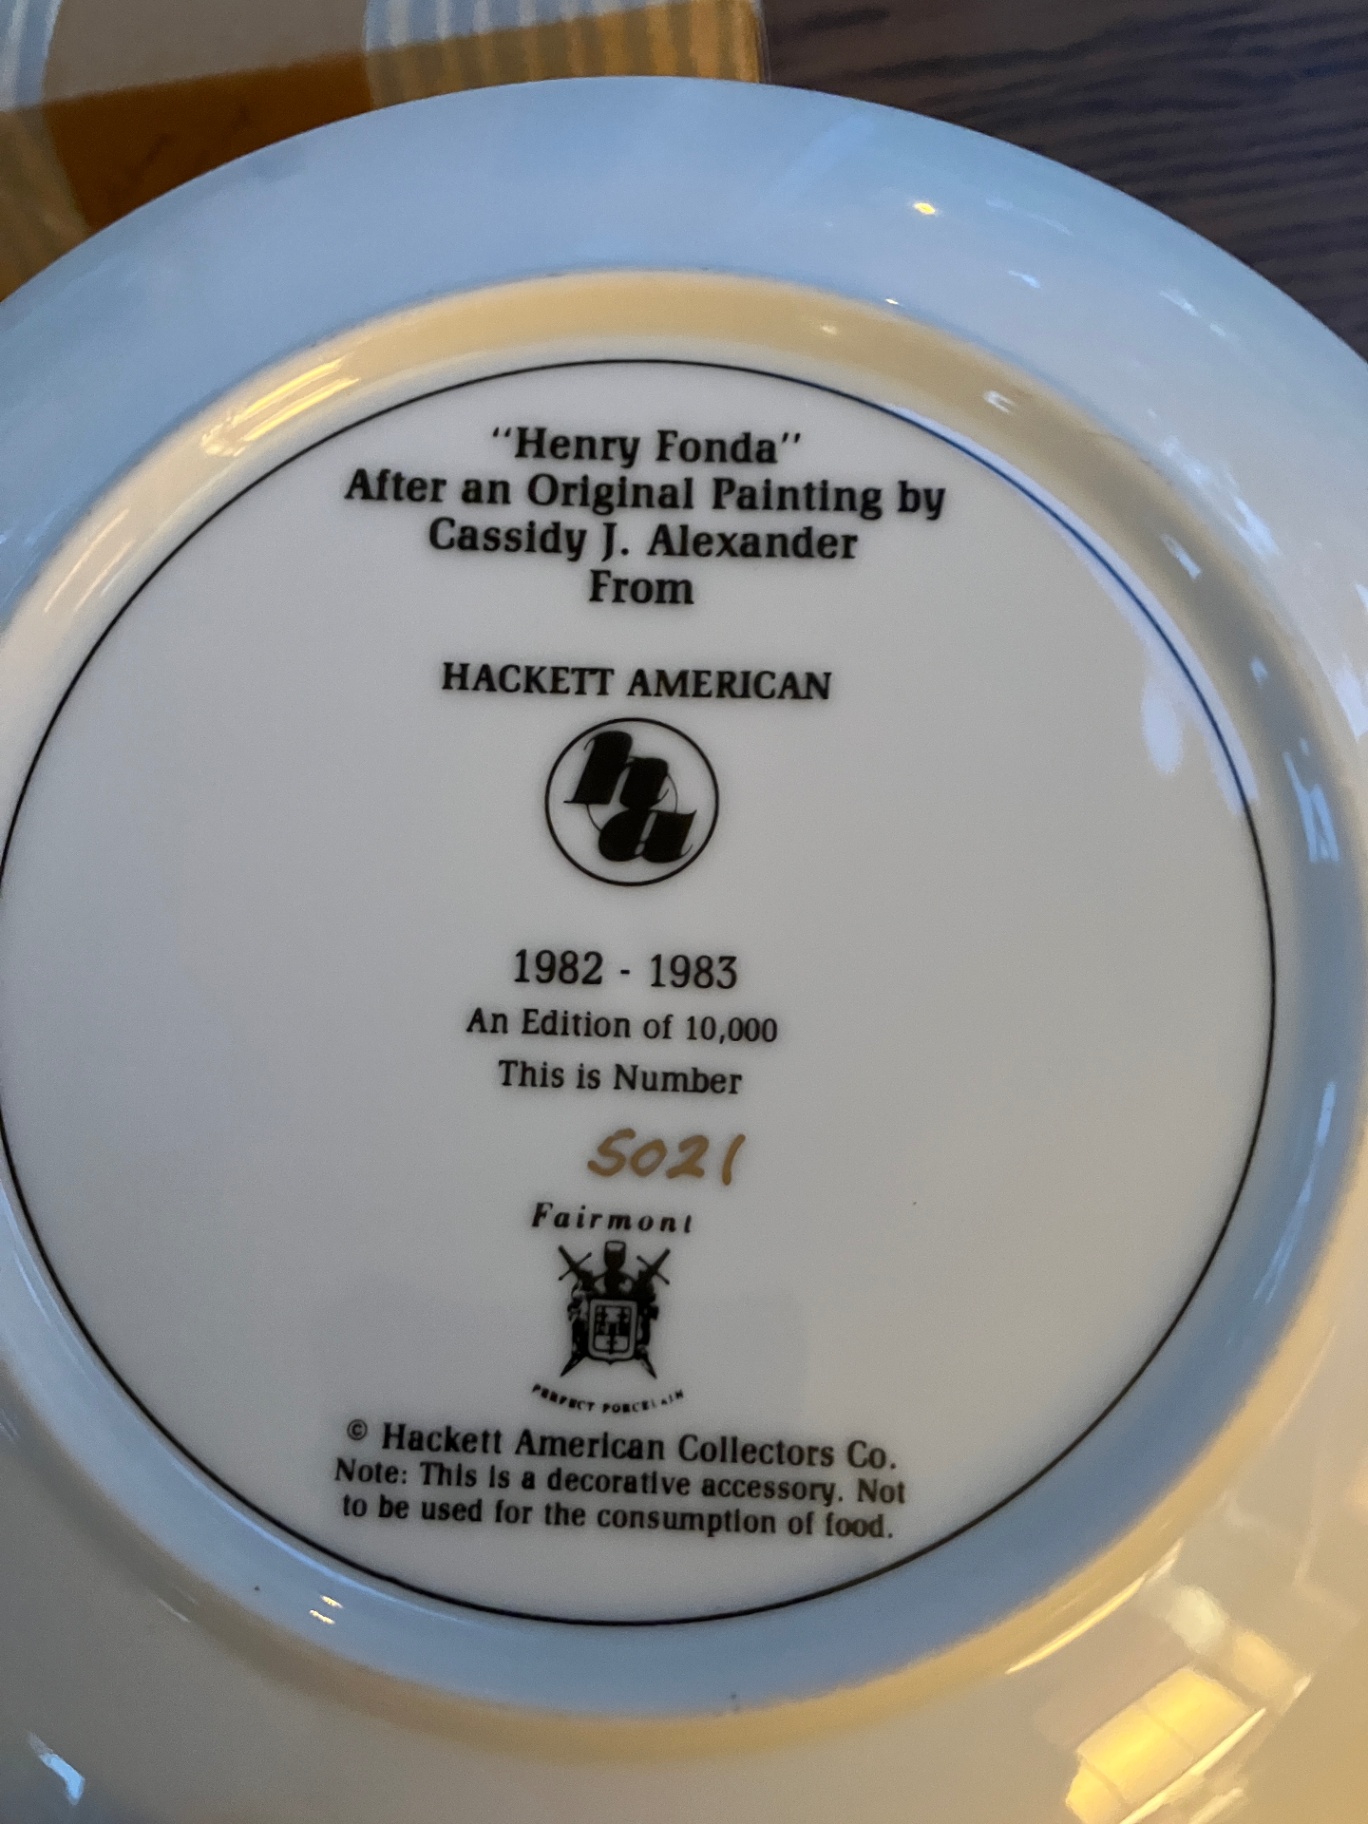 “Henry Fonda”
After an Original Painting by
Cassidy J. Alexander
From
HACKETT AMERICAN
ha
1982 - 1983
An Edition of 10,000
This is Number
5021
Fairmont
PERFECT PORCELAIN
© Hackett American Collectors Co.
Note: This is a decorative accessory. Not
to be used for the consumption of food.